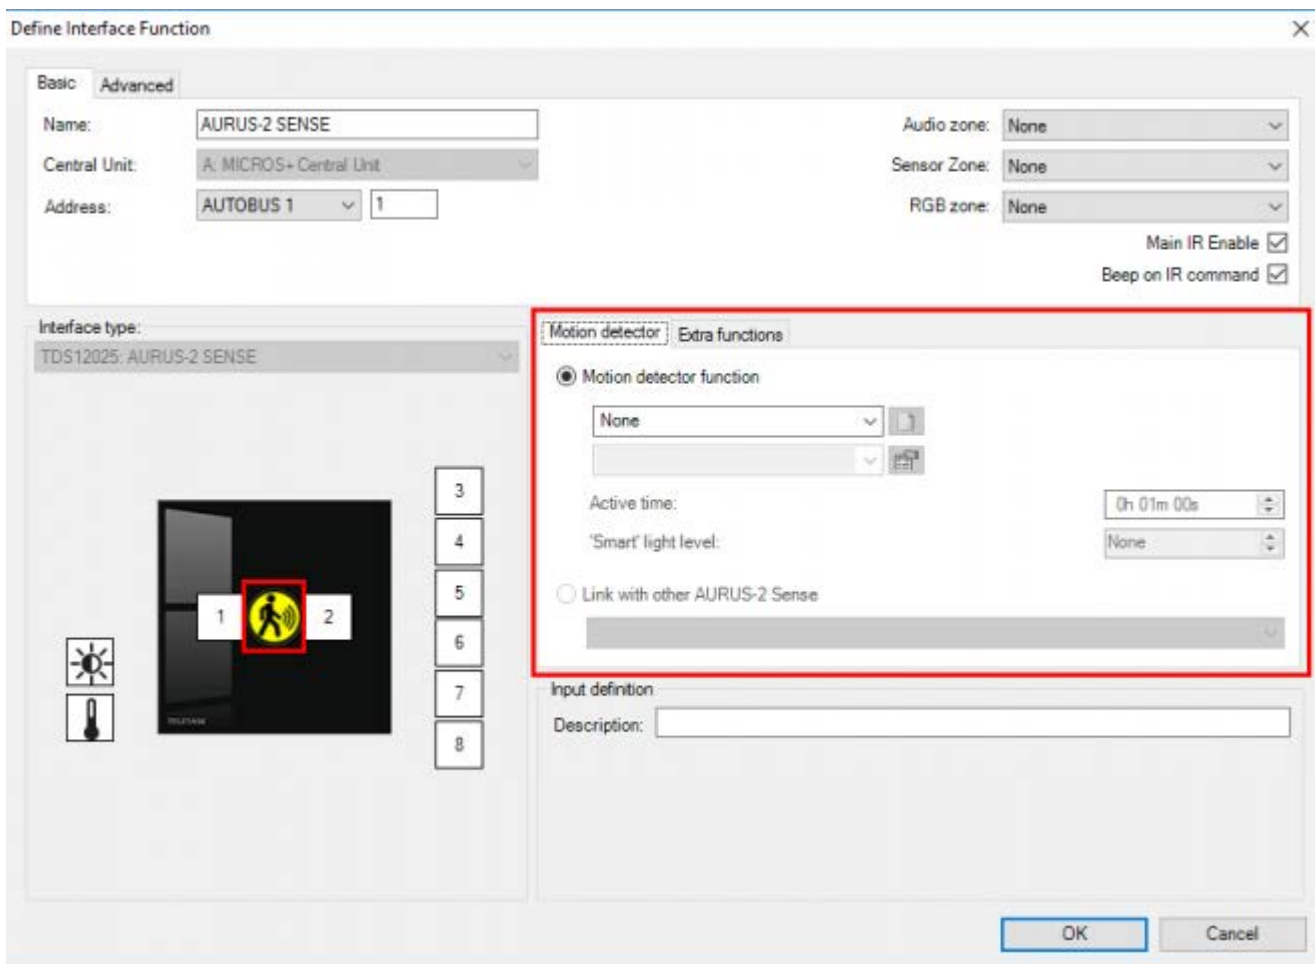 Define Interface Function
Basic Advanced
Name: AURUS-2 SENSE
Audio zone: None
Central Unit: A: MICROS+ Central Unit
Sensor Zone: None
Address: AUTOBUS 1 1
RGB zone: None
Main IR Enable
Beep on IR command
Interface type:
TDS12025: AURUS-2 SENSE
1
2
3
4
5
6
7
8
TELETASK
Motion detector Extra functions
Motion detector function
None
Active time: 0h 01m 00s
'Smart' light level: None
Link with other AURUS-2 Sense
Input definition
Description:
OK Cancel